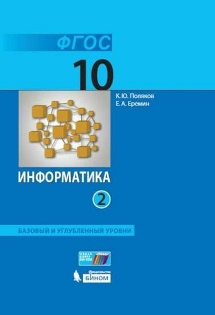 ФГОС
10
К.Ю. Поляков
Е.А. Еремин
ИНФОРМАТИКА
2
БАЗОВЫЙ И УГЛУБЛЕННЫЙ УРОВНИ
БИНОМ